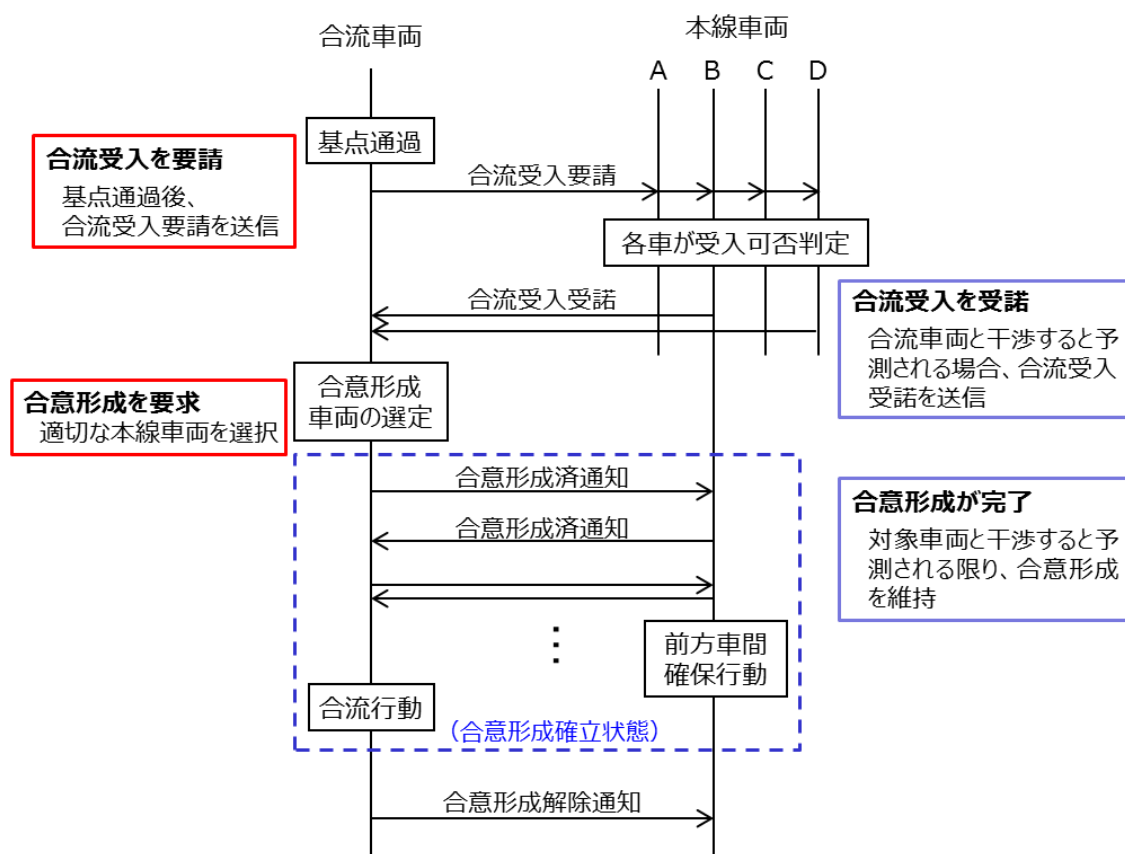 合流車両
本線車両
A B C D
基点通過
合流受入を要請
基点通過後、
合流受入要請を送信
合流受入要請
各車が受入可否判定
合流受入受諾
合流受入を受諾
合流車両と干渉すると予
測される場合、合流受入
受諾を送信
合意形成
車両の選定
合意形成を要求
適切な本線車両を選択
合意形成済通知
合意形成済通知
合意形成が完了
対象車両と干渉すると予
測される限り、合意形成
を維持
⋮
前方車間
確保行動
合流行動
（合意形成確立状態）
合意形成解除通知